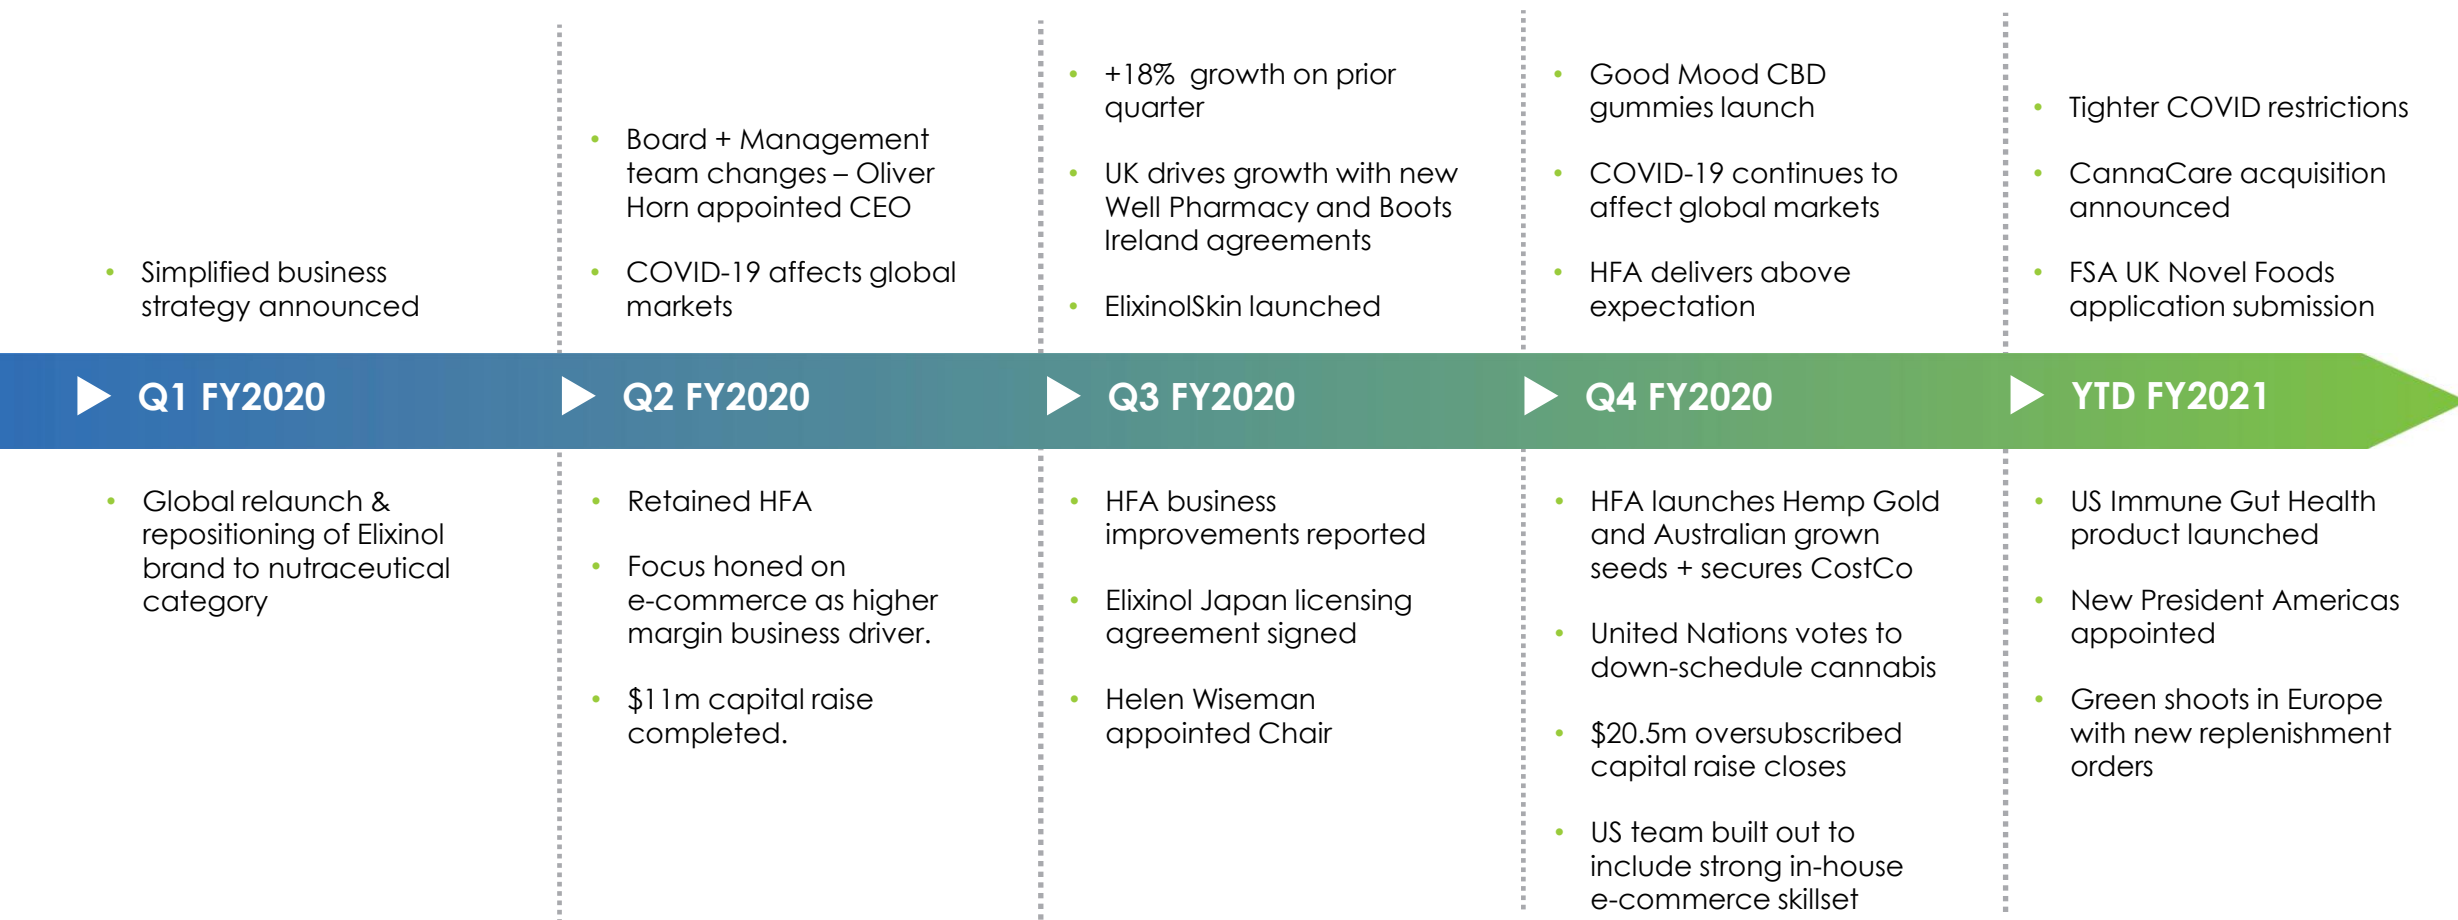 • Simplified business
strategy announced
• Board + Management
team changes – Oliver
Horn appointed CEO
• COVID-19 affects global
markets
• +18% growth on prior
quarter
• UK drives growth with new
Well Pharmacy and Boots
Ireland agreements
• ElixinolSkin launched
• Good Mood CBD
gummies launch
• COVID-19 continues to
affect global markets
• HFA delivers above
expectation
• Tighter COVID restrictions
• CannaCare acquisition
announced
• FSA UK Novel Foods
application submission
Q1 FY2020
Q2 FY2020
Q3 FY2020
Q4 FY2020
YTD FY2021
• Global relaunch &
repositioning of Elixinol
brand to nutraceutical
category
• Retained HFA
• Focus honed on
e-commerce as higher
margin business driver.
• $11m capital raise
completed.
• HFA business
improvements reported
• Elixinol Japan licensing
agreement signed
• Helen Wiseman
appointed Chair
• HFA launches Hemp Gold
and Australian grown
seeds + secures CostCo
• United Nations votes to
down-schedule cannabis
• $20.5m oversubscribed
capital raise closes
• US team built out to
include strong in-house
e-commerce skillset
• US Immune Gut Health
product launched
• New President Americas
appointed
• Green shoots in Europe
with new replenishment
orders